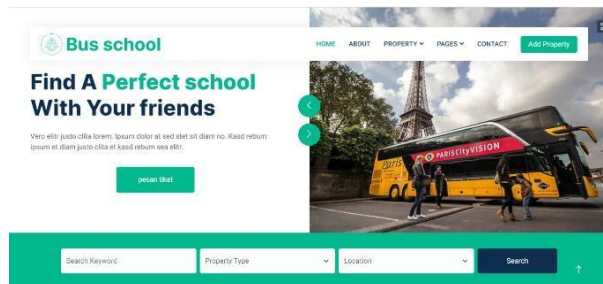 Bus school
HOME ABOUT PROPERTY PAGES CONTACT Add Property
Find A Perfect school
With Your friends
Vero elitr justo clita lorem. Ipsum dolor at sed stet sit diam no. Kasd rebum
ipsum et diam justo clita et kasd rebum sea elitr.
pesan tiket
Paris
PARISCityVISION
Search Keyword Property Type Location Search